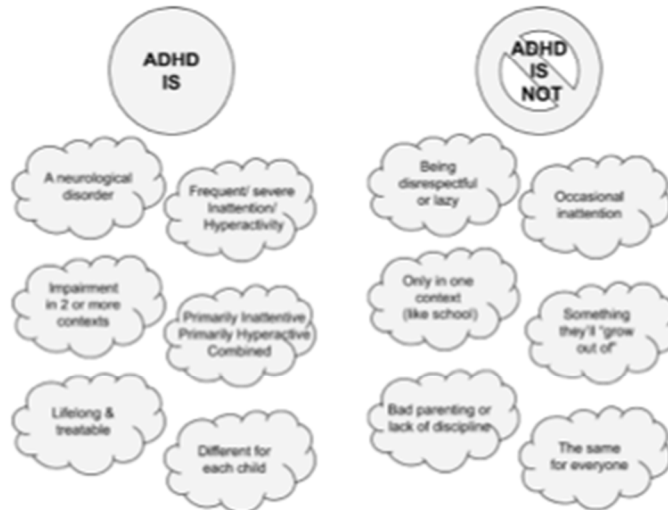 ADHD
IS
A neurological
disorder
Frequent/ severe
Inattention/
Hyperactivity
Impairment
in 2 or more
contexts
Primarily Inattentive
Primarily Hyperactive
Combined
Lifelong &
treatable
Different for
each child
ADHD
IS
NOT
Being
disrespectful
or lazy
Occasional
inattention
Only in one
context
(like school)
Something
they'll "grow
out of"
Bad parenting or
lack of discipline
The same
for everyone